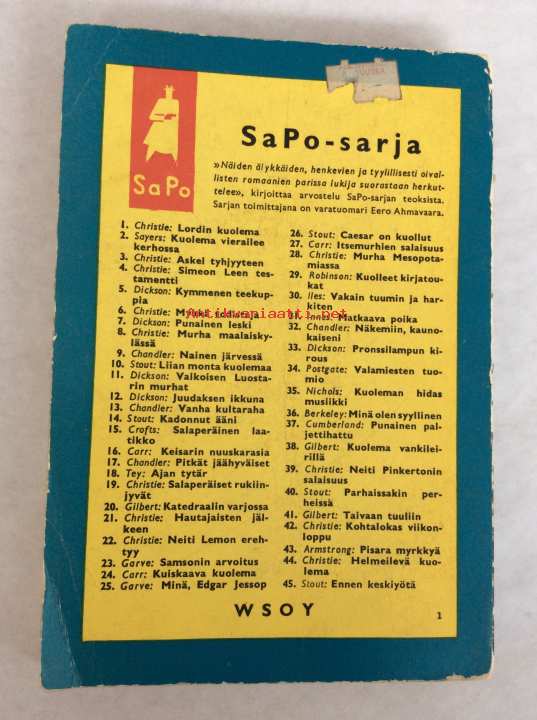 SaPo
SaPo-sarja
»Näiden älykkäiden, henkevien ja tyylillisesti oival-
listen romaanien parissa lukija suorastaan herkut-
telee», kirjoittaa arvostelu SaPo-sarjan teoksista.
Sarjan toimittajana on varatuomari Eero Ahmavaara.
1. Christie: Lordin kuolema
2. Sayers: Kuolema vierailee
kerhossa
3. Christie: Askel tyhjyyteen
4. Christie: Simeon Leen tes-
tamentti
5. Dickson: Kymmenen teekup-
pia
6. Christie:
7. Dickson: Punainen leski
8. Christie: Murha maalaisky-
lässä
9. Chandler: Nainen järvessä
10. Stout: Liian monta kuolemaa
11. Dickson: Valkoisen Luosta-
rin murhat
12. Dickson: Juudaksen ikkuna
13. Chandler: Vanha kultaraha
14. Stout: Kadonnut ääni
15. Crofts: Salaperäinen laa-
tikko
16. Carr: Keisarin nuuskarasia
17. Chandler: Pitkät jäähyväiset
18. Tey: Ajan tytär
19. Christie: Salaperäiset rukiin-
jyvät
20. Gilbert: Katedraalin varjossa
21. Christie: Hautajaisten jäl-
keen
22. Christie: Neiti Lemon ereh-
tyy
23. Garve: Samsonin arvoitus
24. Carr: Kuiskaava kuolema
25. Garve: Minä, Edgar Jessop
26. Stout: Caesar on kuollut
27. Carr: Itsemurhien salaisuus
28. Christie: Murha Mesopota-
miassa
29. Robinson: Kuolleet kirjatou-
kat
30. Iles: Vakain tuumin ja har-
kiten
31. Innes: Matkaava poika
32. Chandler: Näkemiin, kauno-
kaiseni
33. Dickson: Pronssilampun ki-
rous
34. Postgate: Valamiesten tuo-
mio
35. Nichols: Kuoleman hidas
musiikki
36. Berkeley: Minä olen syyllinen
37. Cumberland: Punainen pal-
jettihattu
38. Gilbert: Kuolema vankilei-
rillä
39. Christie: Neiti Pinkertonin
salaisuus
40. Stout: Parhaissakin per-
heissä
41. Gilbert: Taivaan tuuliin
42. Christie: Kohtalokas viikon-
loppu
43. Armstrong: Pisara myrkkyä
44. Christie: Helmeilevä kuo-
lema
45. Stout: Ennen keskiyötä
WSOY
1